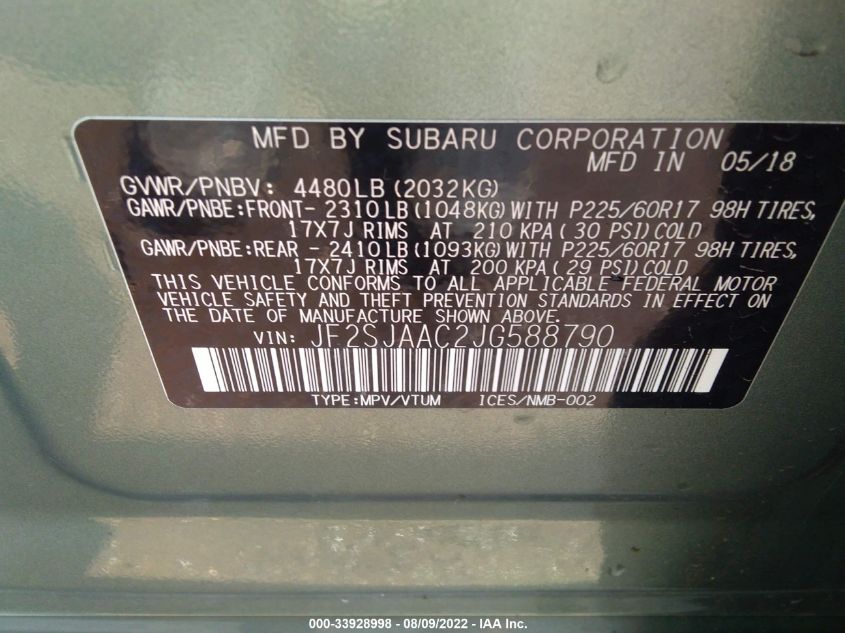 MFD BY SUBARU CORPORATION
MFD IN 05/18
GVWR/PNBV: 4480LB(2032KG)
GAWR/PNBE:FRONT- 2310LB(1048KG)WITH P225/60R17 98H TIRES,
17X7J RIMS AT 210 KPA( 30 PSI)COLD
GAWR/PNBE:REAR - 2410LB(1093KG)WITH P225/60R17 98H TIRES,
17X7J RIMS AT 200 KPA(29 PSI)COLD
THIS VEHICLE CONFORMS TO ALL APPLICABLE FEDERAL MOTOR
VEHICLE SAFETY AND THEFT PREVENTION STANDARDS IN EFFECT ON
THE DATE OF MANUFACTURE SHOWN ABOVE.
VIN: JF2SJAAC2JG588790
TYPE:MPV/VTUM ICES/NMB-002
000-33928998 - 08/09/2022 - IAA Inc.